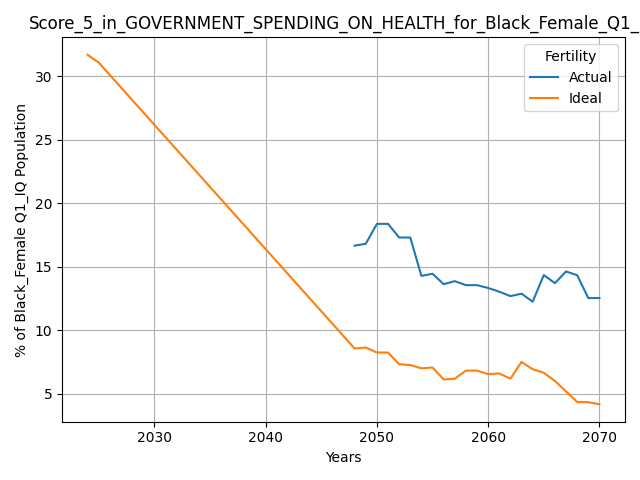 Score_5_in_GOVERNMENT_SPENDING_ON_HEALTH_for_Black_Female_Q1_
Fertility
Actual
Ideal
% of Black_Female Q1_IQ Population
30
25
20
15
10
5
2030 2040 2050 2060 2070
Years